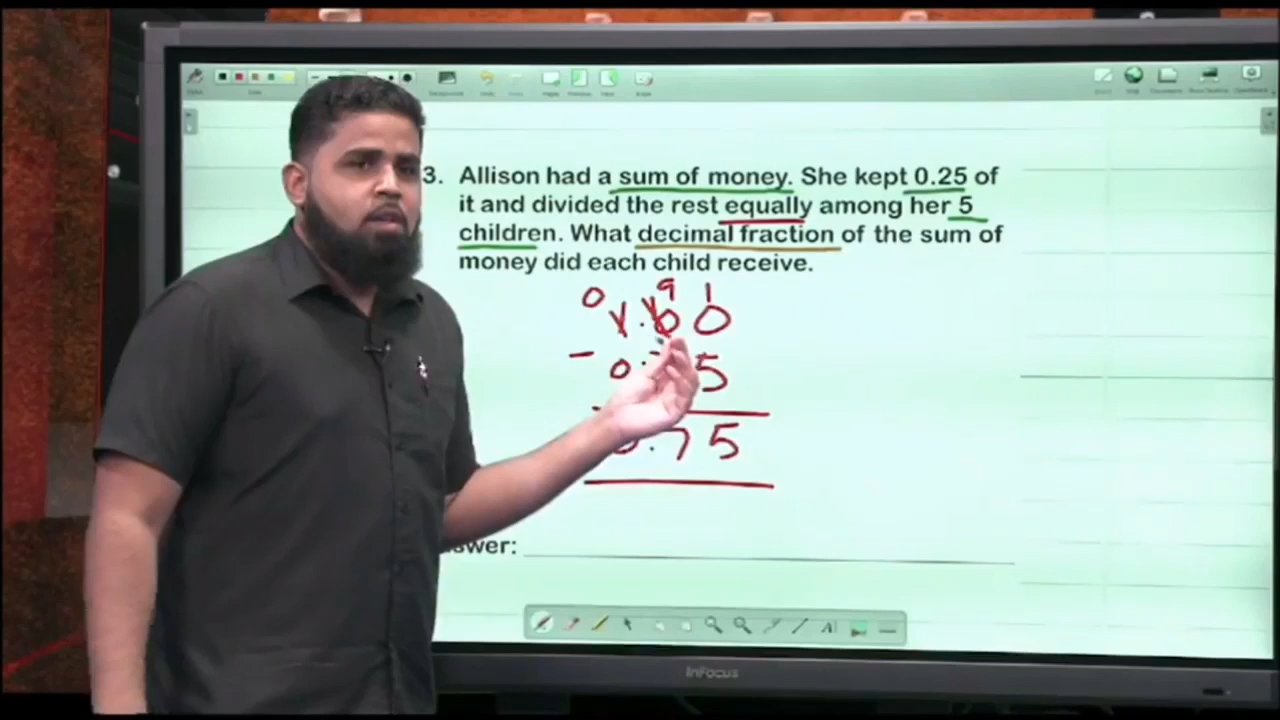 3. Allison had a sum of money. She kept 0.25 of
it and divided the rest equally among her 5
children. What decimal fraction of the sum of
money did each child receive.
0 9 1
1.00
- 0. 5
0.75
InFocus